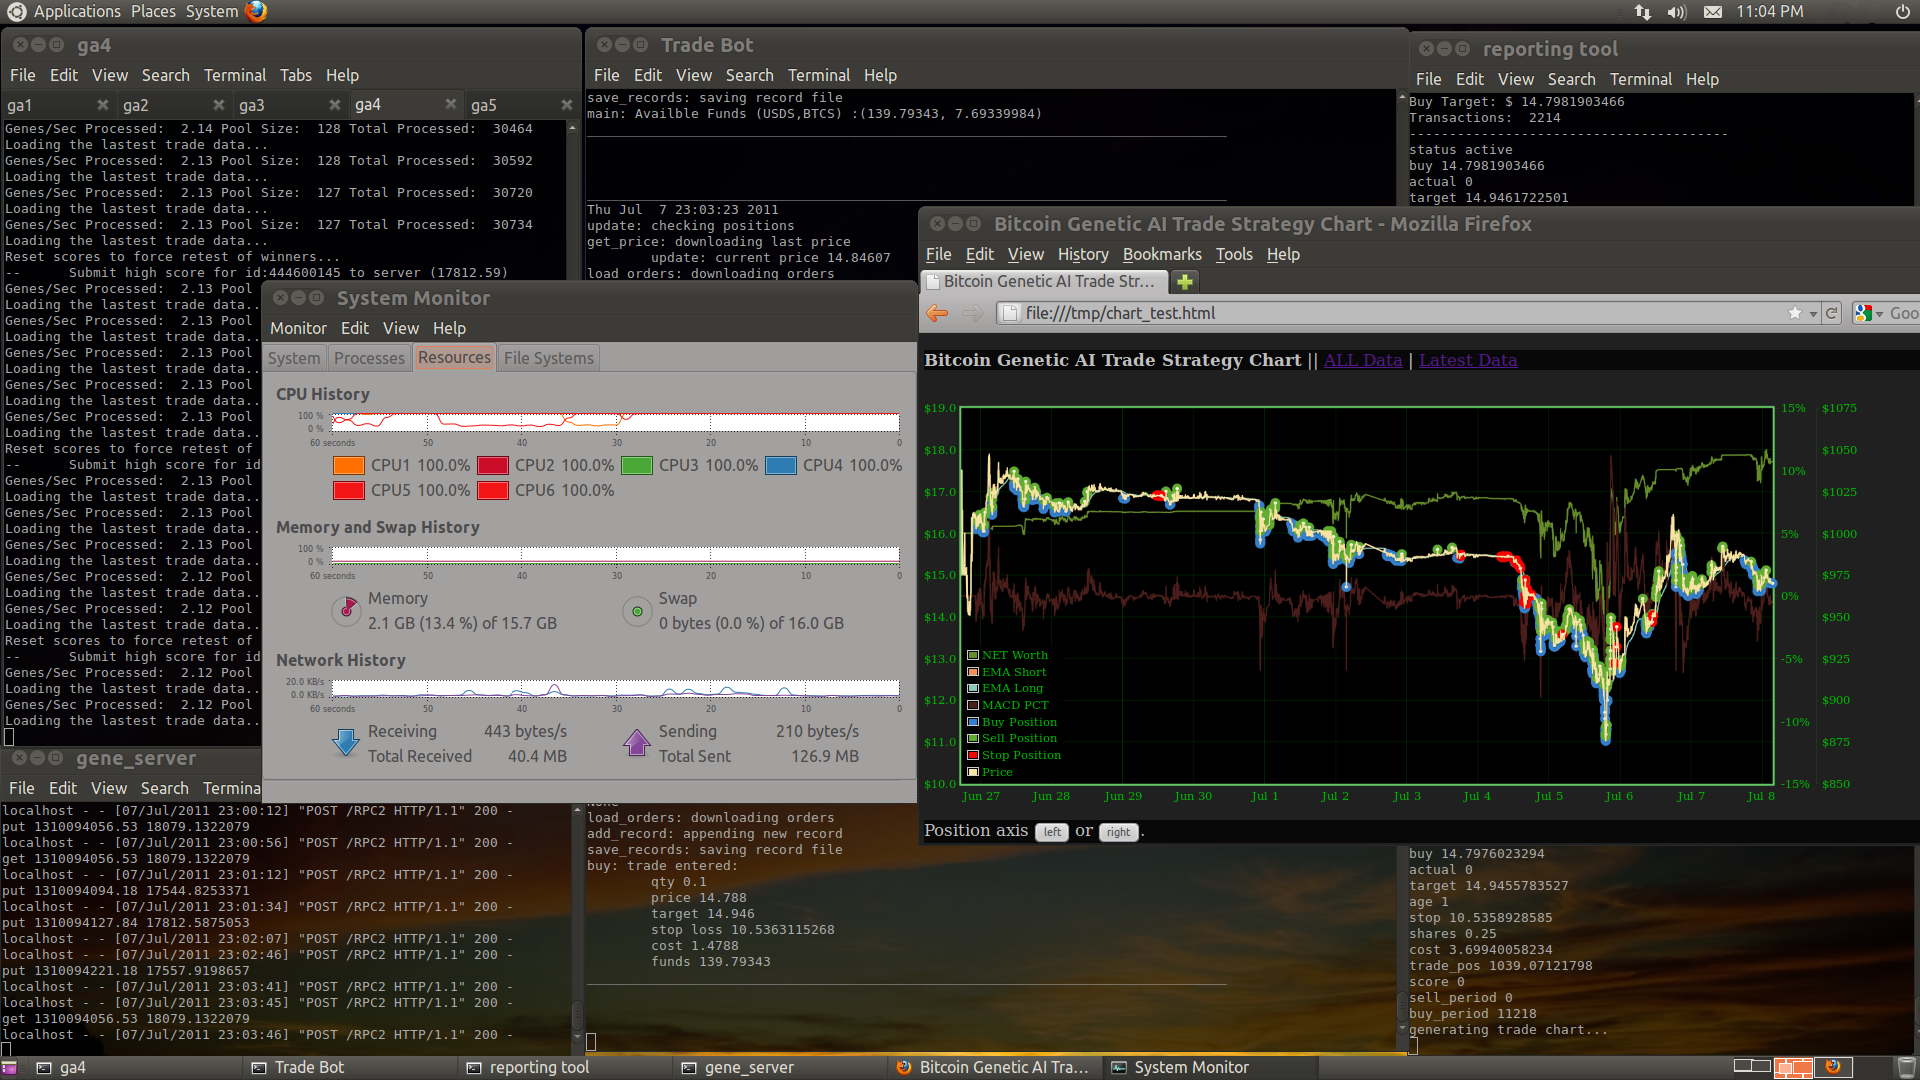 Applications Places System
11:04 PM
ga4
File Edit View Search Terminal Tabs Help
ga1 ga2 ga3 ga4 ga5
Genes/Sec Processed:  2.14 Pool Size:  128 Total Processed:  30464
Loading the lastest trade data...
Genes/Sec Processed:  2.13 Pool Size:  128 Total Processed:  30592
Loading the lastest trade data...
Genes/Sec Processed:  2.13 Pool Size:  127 Total Processed:  30720
Loading the lastest trade data...
Genes/Sec Processed:  2.13 Pool Size:  127 Total Processed:  30734
Loading the lastest trade data...
Reset scores to force retest of winners...
--      Submit high score for id:444600145 to server (17812.59)
Genes/Sec Processed:  2.13 Pool
Loading the lastest trade data..
Genes/Sec Processed:  2.13 Pool
Loading the lastest trade data..
Genes/Sec Processed:  2.13 Pool
Loading the lastest trade data..
Genes/Sec Processed:  2.13 Pool
Loading the lastest trade data..
Genes/Sec Processed:  2.13 Pool
Loading the lastest trade data..
Reset scores to force retest of
--      Submit high score for id
Genes/Sec Processed:  2.13 Pool
Loading the lastest trade data..
Genes/Sec Processed:  2.13 Pool
Loading the lastest trade data..
Genes/Sec Processed:  2.13 Pool
Loading the lastest trade data..
Genes/Sec Processed:  2.12 Pool
Loading the lastest trade data..
Genes/Sec Processed:  2.12 Pool
Loading the lastest trade data..
Reset scores to force retest of
--      Submit high score for id
Genes/Sec Processed:  2.12 Pool
Loading the lastest trade data..
Genes/Sec Processed:  2.12 Pool
Loading the lastest trade data..
Trade Bot
File Edit View Search Terminal Help
save_records: saving record file
main: Availble Funds (USDS,BTCS) :(139.79343, 7.69339984)
Thu Jul  7 23:03:23 2011
update: checking positions
get_price: downloading last price
update: current price 14.84607
load_orders: downloading orders
reporting tool
File Edit View Search Terminal Help
Buy Target: $ 14.7981903466
Transactions:  2214
----------------------------------------
status active
buy 14.7981903466
actual 0
target 14.9461722501
System Monitor
Monitor Edit View Help
System Processes Resources File Systems
CPU History
100 %
0 %
60 seconds 50 40 30 20 10 0
CPU1 100.0% CPU2 100.0% CPU3 100.0% CPU4 100.0%
CPU5 100.0% CPU6 100.0%
Memory and Swap History
100 %
0 %
60 seconds 50 40 30 20 10 0
Memory
2.1 GB (13.4 %) of 15.7 GB
Swap
0 bytes (0.0 %) of 16.0 GB
Network History
20.0 KB/s
0.0 KB/s
60 seconds 50 40 30 20 10 0
Receiving 443 bytes/s
Total Received 40.4 MB
Sending 210 bytes/s
Total Sent 126.9 MB
Bitcoin Genetic AI Trade Strategy Chart - Mozilla Firefox
File Edit View History Bookmarks Tools Help
Bitcoin Genetic AI Trade Str...
file:///tmp/chart_test.html
Goo
Bitcoin Genetic AI Trade Strategy Chart || ALL Data | Latest Data
$19.0 15% $1075
$18.0 10% $1050
$17.0 $1025
$16.0 5% $1000
$15.0 0% $975
$14.0 $950
$13.0 -5% $925
$12.0 $900
$11.0 -10% $875
$10.0 -15% $850
NET Worth
EMA Short
EMA Long
MACD PCT
Buy Position
Sell Position
Stop Position
Price
Jun 27 Jun 28 Jun 29 Jun 30 Jul 1 Jul 2 Jul 3 Jul 4 Jul 5 Jul 6 Jul 7 Jul 8
Position axis left or right .
gene_server
File Edit View Search Termina
localhost - - [07/Jul/2011 23:00:12] "POST /RPC2 HTTP/1.1" 200 -
put 1310094056.53 18079.1322079
localhost - - [07/Jul/2011 23:00:56] "POST /RPC2 HTTP/1.1" 200 -
get 1310094056.53 18079.1322079
localhost - - [07/Jul/2011 23:01:12] "POST /RPC2 HTTP/1.1" 200 -
put 1310094094.18 17544.8253371
localhost - - [07/Jul/2011 23:01:34] "POST /RPC2 HTTP/1.1" 200 -
put 1310094127.84 17812.5875053
localhost - - [07/Jul/2011 23:02:07] "POST /RPC2 HTTP/1.1" 200 -
localhost - - [07/Jul/2011 23:02:46] "POST /RPC2 HTTP/1.1" 200 -
put 1310094221.18 17557.9198657
localhost - - [07/Jul/2011 23:03:41] "POST /RPC2 HTTP/1.1" 200 -
localhost - - [07/Jul/2011 23:03:45] "POST /RPC2 HTTP/1.1" 200 -
get 1310094056.53 18079.1322079
localhost - - [07/Jul/2011 23:03:46] "POST /RPC2 HTTP/1.1" 200 -
None
load_orders: downloading orders
add_record: appending new record
save_records: saving record file
buy: trade entered:
qty 0.1
price 14.788
target 14.946
stop loss 10.5363115268
cost 1.4788
funds 139.79343
buy 14.7976023294
actual 0
target 14.9455783527
age 1
stop 10.5358928585
shares 0.25
cost 3.69940058234
trade_pos 1039.07121798
score 0
sell_period 0
buy_period 11218
generating trade chart...
ga4 Trade Bot reporting tool gene_server Bitcoin Genetic AI Tra... System Monitor